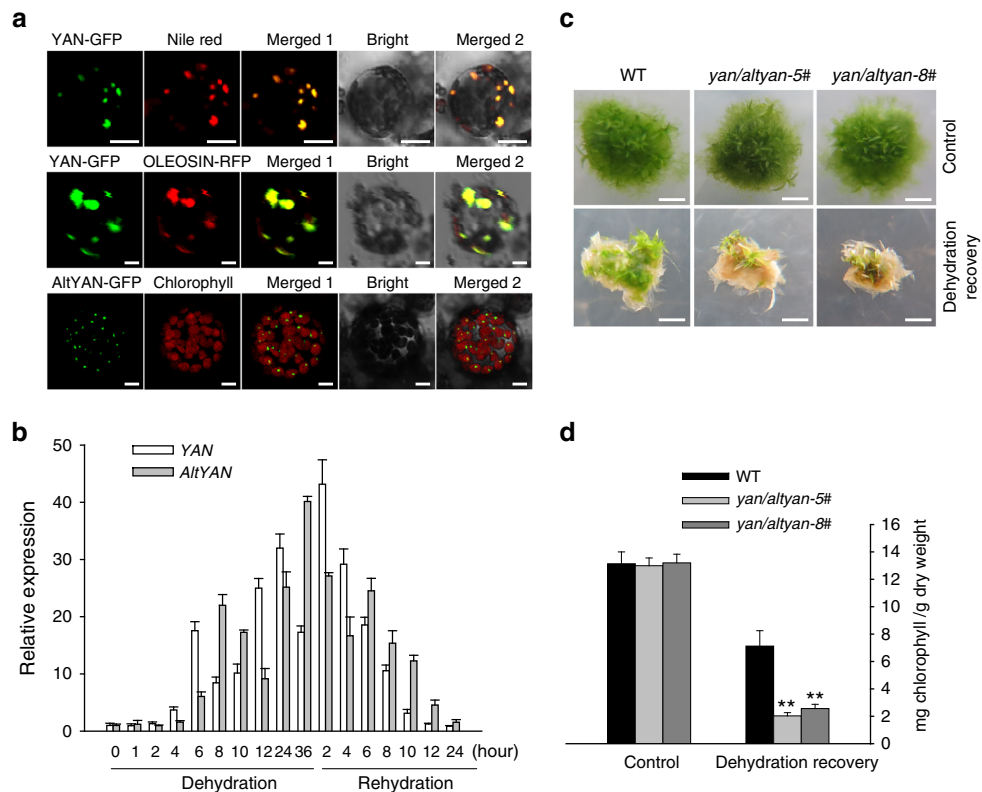 a
YAN-GFP Nile red Merged 1 Bright Merged 2
YAN-GFP OLEOSIN-RFP Merged 1 Bright Merged 2
AltYAN-GFP Chlorophyll Merged 1 Bright Merged 2
b
YAN
AltYAN
Relative expression
50
40
30
20
10
0
0 1 2 4 6 8 10 12 24 36 2 4 6 8 10 12 24 (hour)
Dehydration Rehydration
c
WT yan/altyan-5# yan/altyan-8#
Control
Dehydration
recovery
d
WT
yan/altyan-5#
yan/altyan-8#
16
14
12
10
8
6
4
2
0
mg chlorophyll /g dry weight
** **
Control Dehydration recovery